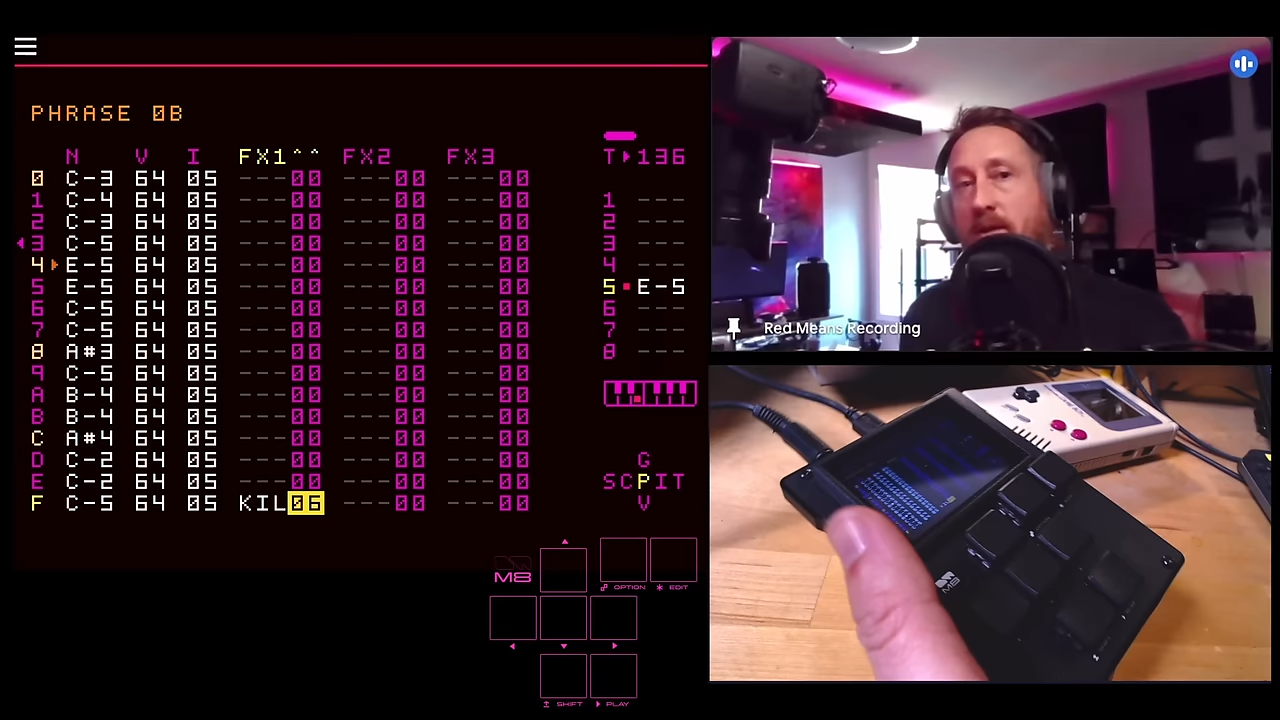 PHRASE 0B
N V I FX1^^ FX2 FX3 T 136
0 C-3 64 05 ---00 ---00 ---00
1 C-4 64 05 ---00 ---00 ---00 1 ---
2 C-3 64 05 ---00 ---00 ---00 2 ---
3 C-5 64 05 ---00 ---00 ---00 3 ---
4 E-5 64 05 ---00 ---00 ---00 4 ---
5 E-5 64 05 ---00 ---00 ---00 5 E-5
6 C-5 64 05 ---00 ---00 ---00 6 ---
7 C-5 64 05 ---00 ---00 ---00 7 ---
8 A#3 64 05 ---00 ---00 ---00 8 ---
9 C-5 64 05 ---00 ---00 ---00
A B-4 64 05 ---00 ---00 ---00
B B-4 64 05 ---00 ---00 ---00
C A#4 64 05 ---00 ---00 ---00
D C-2 64 05 ---00 ---00 ---00 G
E C-2 64 05 ---00 ---00 ---00 SCPIT
F C-5 64 05 KIL06 ---00 ---00 V
M8
OPTION
EDIT
SHIFT
PLAY
Red Means Recording
M8